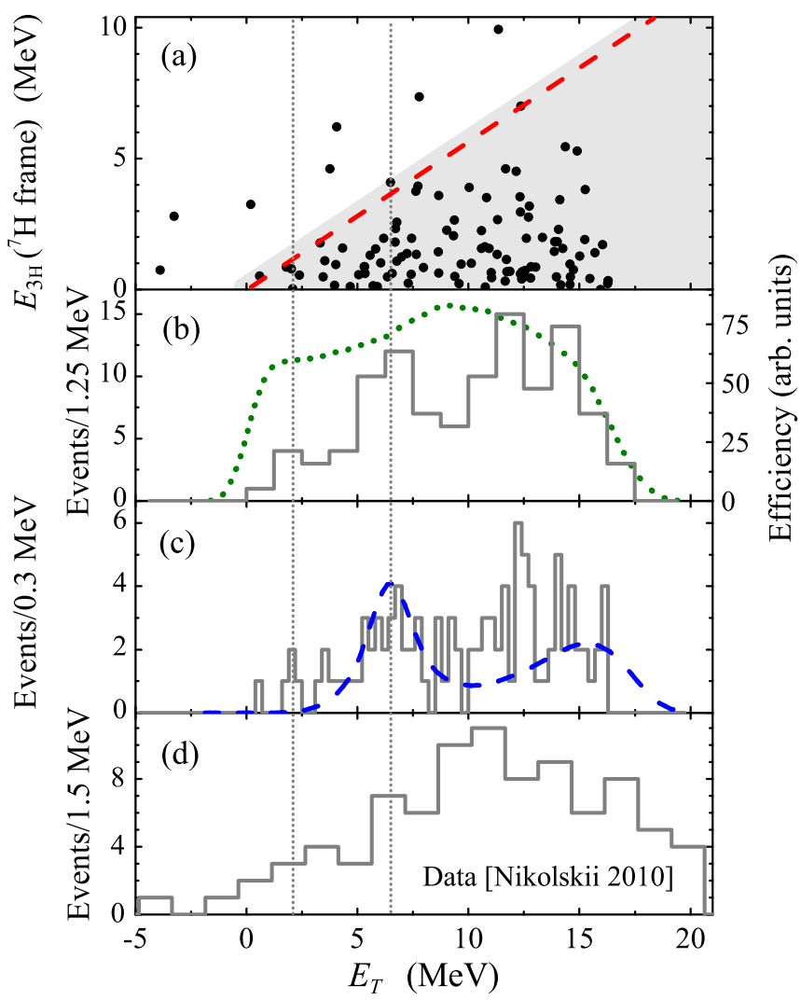 10
5
0
E3H (7H frame) (MeV)
(a)
15
10
5
0
Events/1.25 MeV
(b)
75
50
25
0
Efficiency (arb. units)
6
4
2
0
Events/0.3 MeV
(c)
8
4
0
Events/1.5 MeV
(d)
Data [Nikolskii 2010]
-5 0 5 10 15 20
ET (MeV)